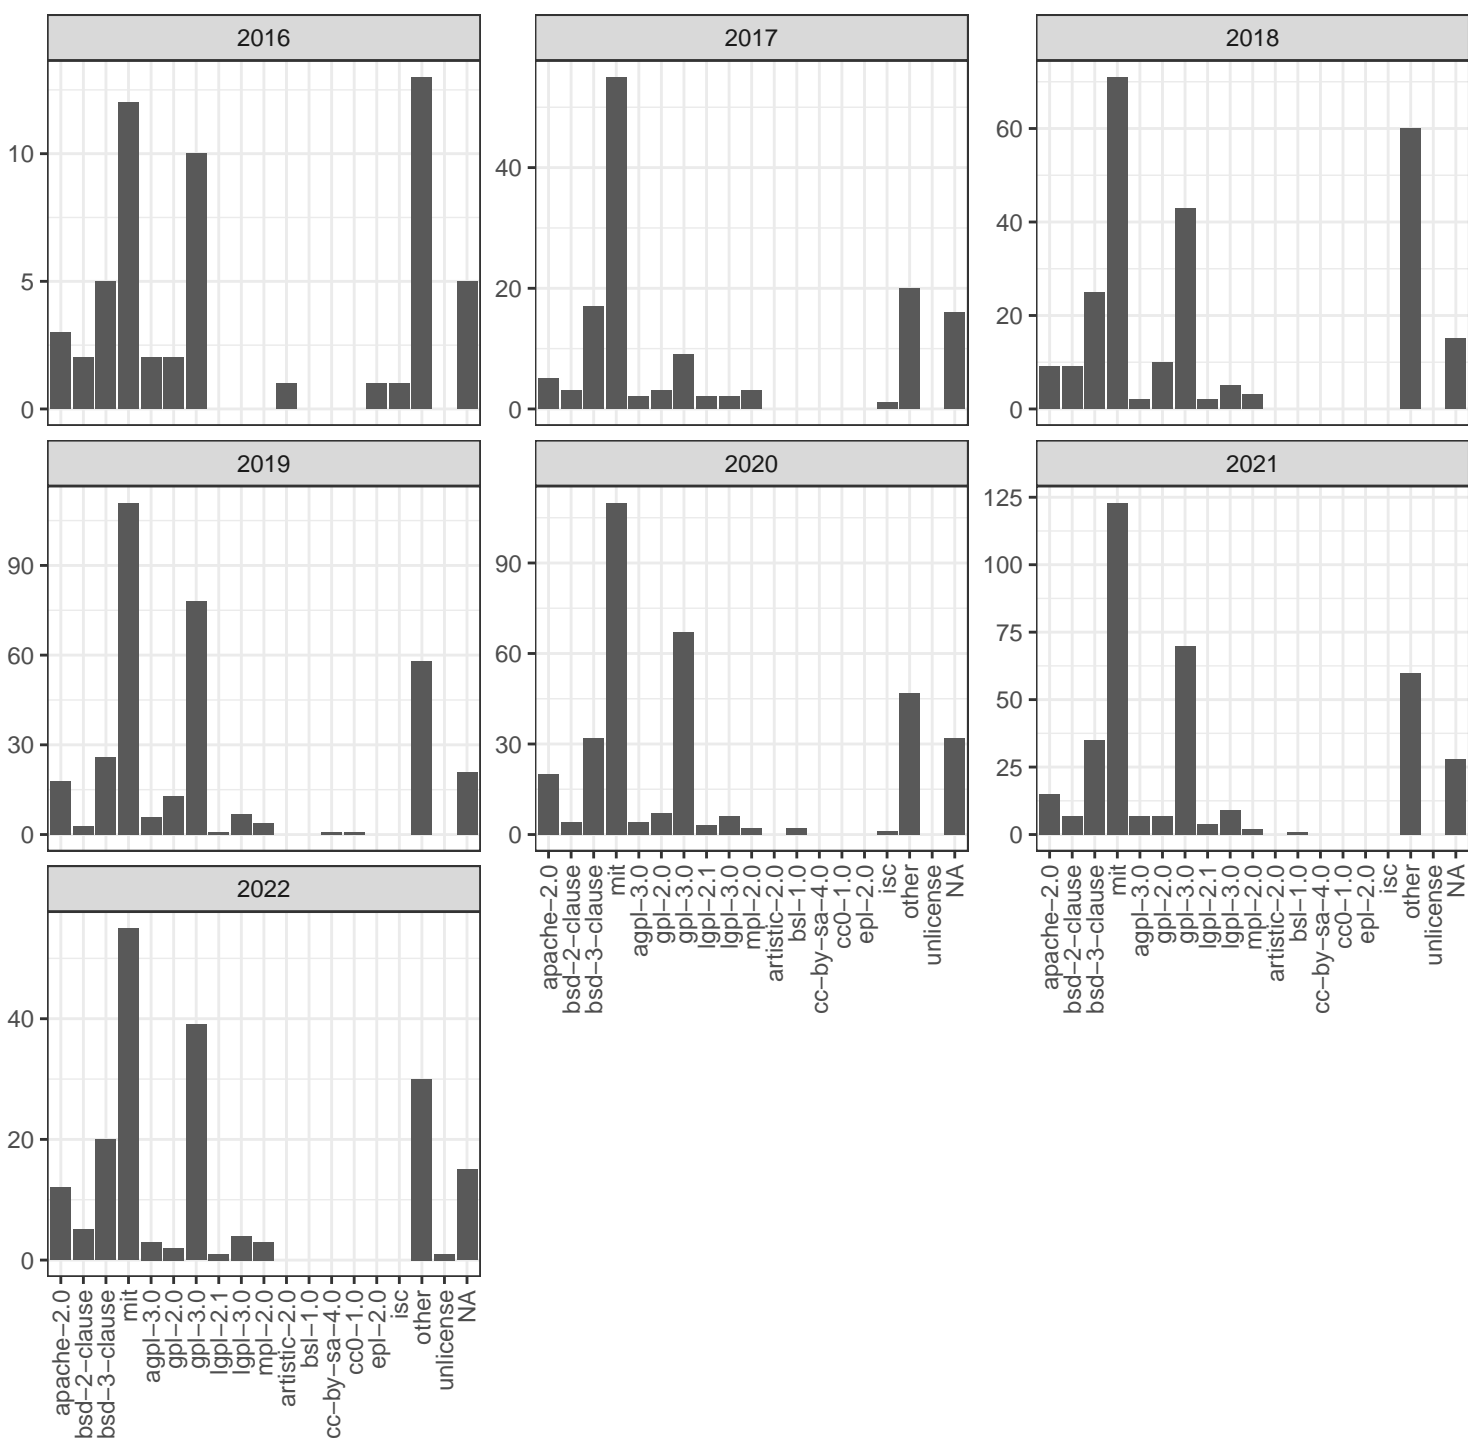 2016
2017
2018
10
5
0
40
20
0
60
40
20
0
2019
2020
2021
90
60
30
0
90
60
30
0
125
100
75
50
25
0
apache−2.0
bsd−2−clause
bsd−3−clause
mit
agpl−3.0
gpl−2.0
gpl−3.0
lgpl−2.1
lgpl−3.0
mpl−2.0
artistic−2.0
bsl−1.0
cc−by−sa−4.0
cc0−1.0
epl−2.0
isc
other
unlicense
NA
apache−2.0
bsd−2−clause
bsd−3−clause
mit
agpl−3.0
gpl−2.0
gpl−3.0
lgpl−2.1
lgpl−3.0
mpl−2.0
artistic−2.0
bsl−1.0
cc−by−sa−4.0
cc0−1.0
epl−2.0
isc
other
unlicense
NA
2022
40
20
0
apache−2.0
bsd−2−clause
bsd−3−clause
mit
agpl−3.0
gpl−2.0
gpl−3.0
lgpl−2.1
lgpl−3.0
mpl−2.0
artistic−2.0
bsl−1.0
cc−by−sa−4.0
cc0−1.0
epl−2.0
isc
other
unlicense
NA